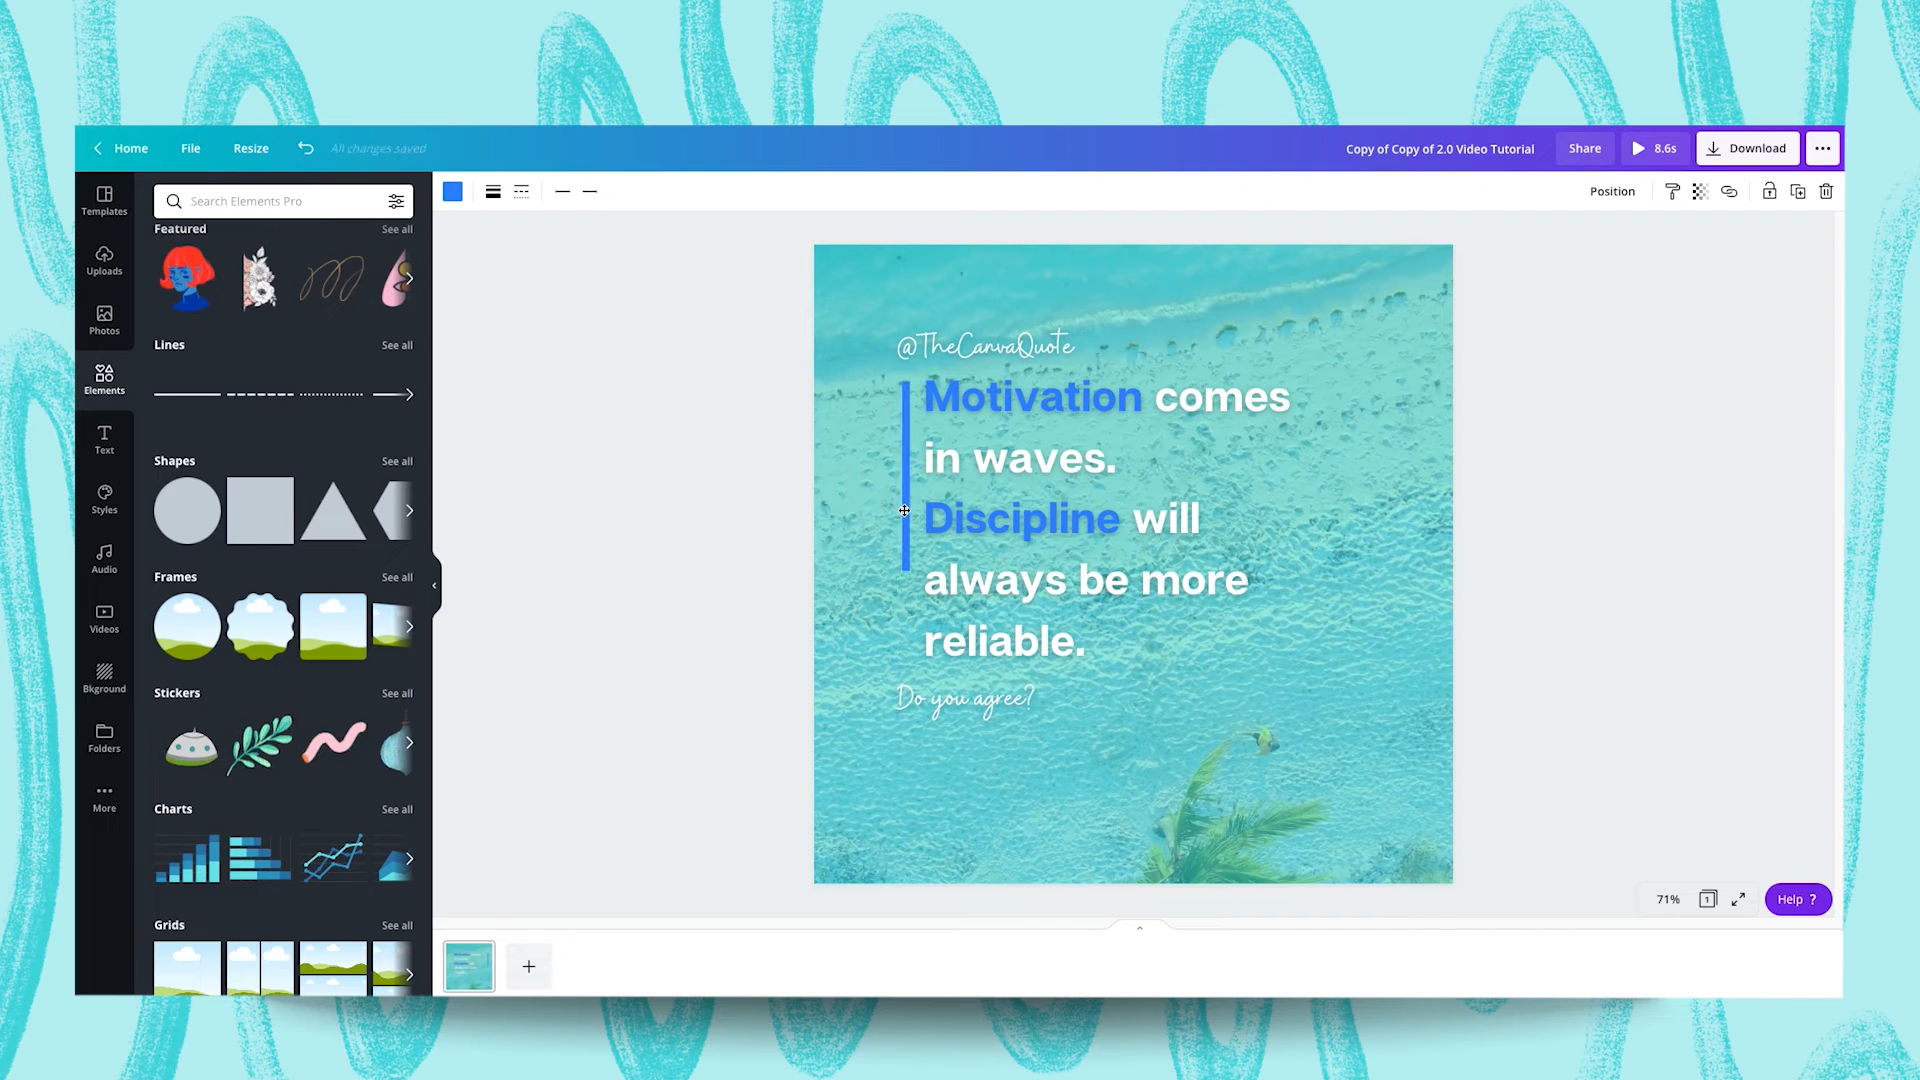 Home File Resize All changes saved Copy of Copy of 2.0 Video Tutorial Share 8.6s Download
Search Elements Pro
Position
Templates
Uploads
Photos
Elements
Text
Styles
Audio
Videos
Bkground
Folders
More
Featured See all
Lines See all
Shapes See all
Frames See all
Stickers See all
Charts See all
Grids See all
@TheCanvaQuote
Motivation comes
in waves.
Discipline will
always be more
reliable.
Do you agree?
71% 1 Help ?